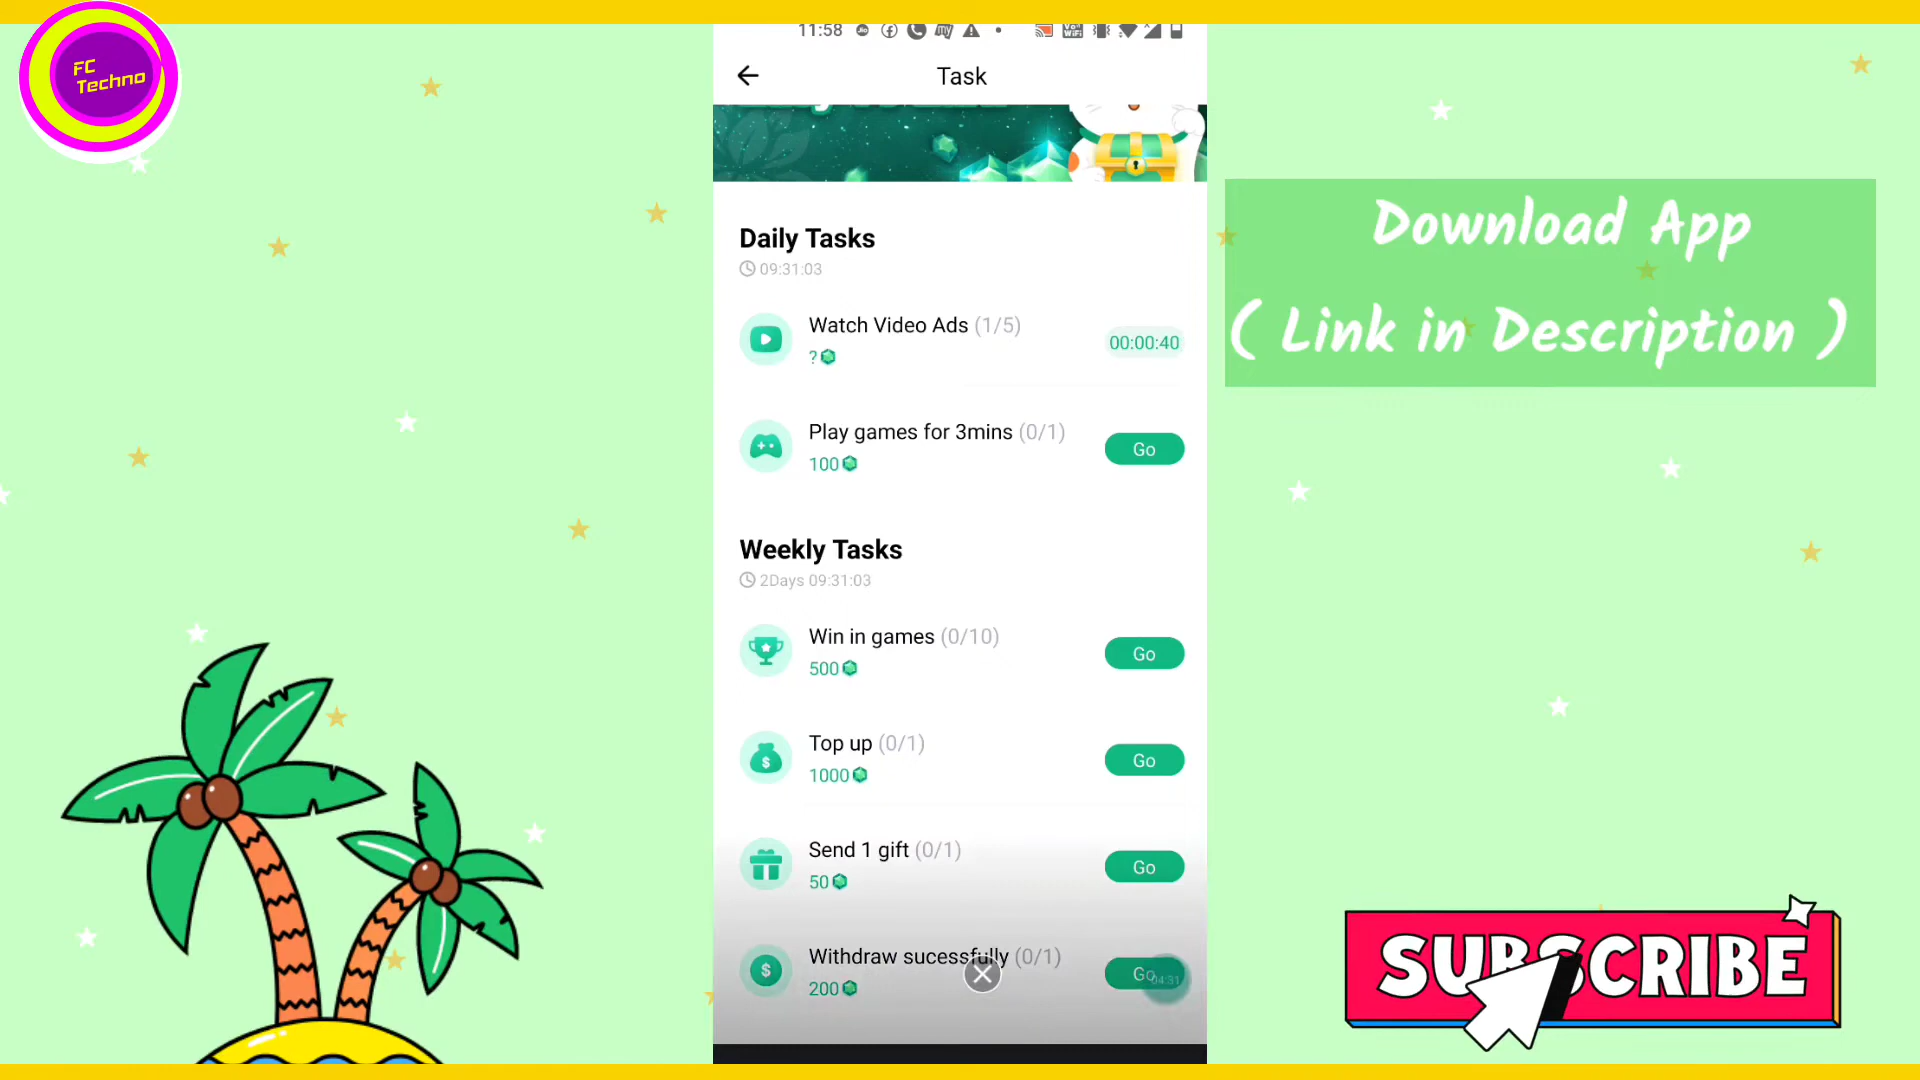 FC
Techno
11:58
Task
Daily Tasks
09:31:03
Watch Video Ads (1/5)
?
00:00:40
Play games for 3mins (0/1)
100
Go
Weekly Tasks
2Days 09:31:03
Win in games (0/10)
500
Go
Top up (0/1)
1000
Go
Send 1 gift (0/1)
50
Go
Withdraw sucessfully (0/1)
200
Go
04:31
Download App
( Link in Description )
SUBSCRIBE